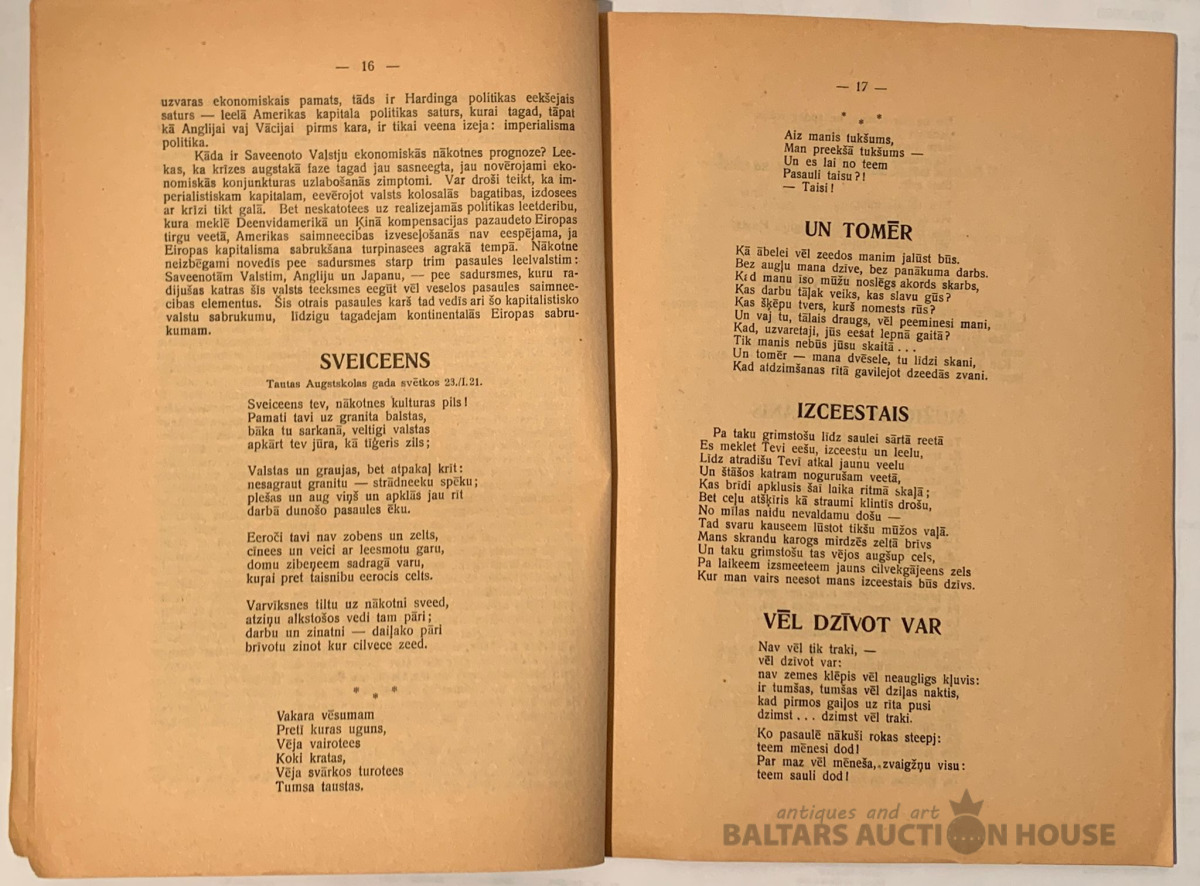 — 16 —
uzvaras ekonomiskais pamats, tāds ir Hardinga politikas eekšejais
saturs — leelā Amerikas kapitala politikas saturs, kurai tagad, tāpat
kā Anglijai vaj Vācijai pirms kara, ir tikai veena izeja: imperialisma
politika.
Kāda ir Saveenoto Vaļstju ekonomiskās nākotnes prognoze? Lee-
kas, ka krīzes augstakā faze tagad jau sasneegta, jau novērojami eko-
nomiskās konjunkturas uzlabošanās zimptomi. Var droši teikt, ka im-
perialistiskam kapitalam, eevērojot valsts kolosalās bagatibas, izdosees
ar krīzi tikt galā. Bet neskatotees uz realizejamās politikas leetderibu,
kura meklē Deenvidamerikā un Ķinā kompensacijas pazaudeto Eiropas
tirgu veetā, Amerikas saimneecibas izveseļošanās nav eespējama, ja
Eiropas kapitalisma sabrukšana turpinasees agrakā tempā. Nākotne
neizbēgami novedīs pee sadursmes starp trim pasaules leelvalstim:
Saveenotām Valstim, Angliju un Japanu, — pee sadursmes, kuru ra-
dijušas katras šīs valsts teeksmes eegūt vēl veselos pasaules saimnee-
cibas elementus. Šis otrais pasaules karš tad vedīs ari šo kapitalistisko
valstu sabrukumu, līdzigu tagadejam kontinentalās Eiropas sabru-
kumam.
SVEICEENS
Tautas Augstskolas gada svētkos 23./I. 21.
Sveiceens tev, nākotnes kulturas pils!
Pamati tavi uz granita balstas,
bāka tu sarkanā, veltigi valstas
apkārt tev jūra, kā tiģeris zils;
Valstas un graujas, bet atpakaļ krīt:
nesagraut granitu — strādneeku spēku;
plešas un aug viņš un apklās jau rīt
darbā dunošo pasaules ēku.
Eeroči tavi nav zobens un zelts,
cīnees un veici ar leesmotu garu,
domu zibeņeem sadragā varu,
kuŗai pret taisnību eerocis celts.
Varvīksnes tiltu uz nākotni sveed,
atziņu alkstošos vedi tam pāri;
darbu un zinatni — daiļako pāri
brīvotu zinot kur cilvece zeed.
* * *
Vakara vēsumam
Pretī kuras uguns,
Vēja vairotees
Koki kratas,
Vēja svārkos turotees
Tumsa taustas.
— 17 —
* * *
Aiz manis tukšums,
Man preekšā tukšums —
Un es lai no teem
Pasauli taisu?!
— Taisi!
UN TOMĒR
Kā ābelei vēl zeedos manim jalūst būs.
Bez augļu mana dzive, bez panākuma darbs.
Kad manu īso mūžu noslēgs akords skarbs,
Kas darbu tāļak veiks, kas slavu gūs?
Kas šķēpu tvers, kurš nomests rūs?
Un vaj tu, tālais draugs, vēl peeminesi mani,
Kad, uzvaretaji, jūs eesat lepnā gaitā?
Tik manis nebūs jūsu skaitā ...
Un tomēr — mana dvēsele, tu līdzi skani,
Kad atdzimšanas rītā gavilejot dzeedās zvani.
IZCEESTAIS
Pa taku grimstošu līdz saulei sārtā reetā
Es meklet Tevi eešu, izceestu un leelu,
Līdz atradišu Tevī atkal jaunu veelu
Un štāšos katram nogurušam veetā,
Kas brīdi apklusis šai laika ritmā skaļā;
Bet ceļu atšķiris kā straumi klintis drošu,
No mīlas naidu nevaldamu došu —
Tad svaru kauseem lūstot tikšu mūžos vaļā.
Mans skrandu karogs mirdzēs zeltā brīvs
Un taku grimstošu tas vējos augšup cels,
Pa laikeem izsmeeteem jauns cilvekgājeens zels
Kur man vairs neesot mans izceestais būs dzīvs.
VĒL DZĪVOT VAR
Nav vēl tik traki, —
vēl dzīvot var:
nav zemes klēpis vēl neaugligs kļuvis:
ir tumšas, tumšas vēl dziļas naktis,
kad pirmos gaiļos uz rīta pusi
dzimst ... dzimst vēl traki.
Ko pasaulē nākuši rokas steepj:
teem mēnesi dod!
Par maz vēl mēneša, zvaigžņu visu:
teem sauli dod!
antiques and art
BALTARS AUCTION HOUSE